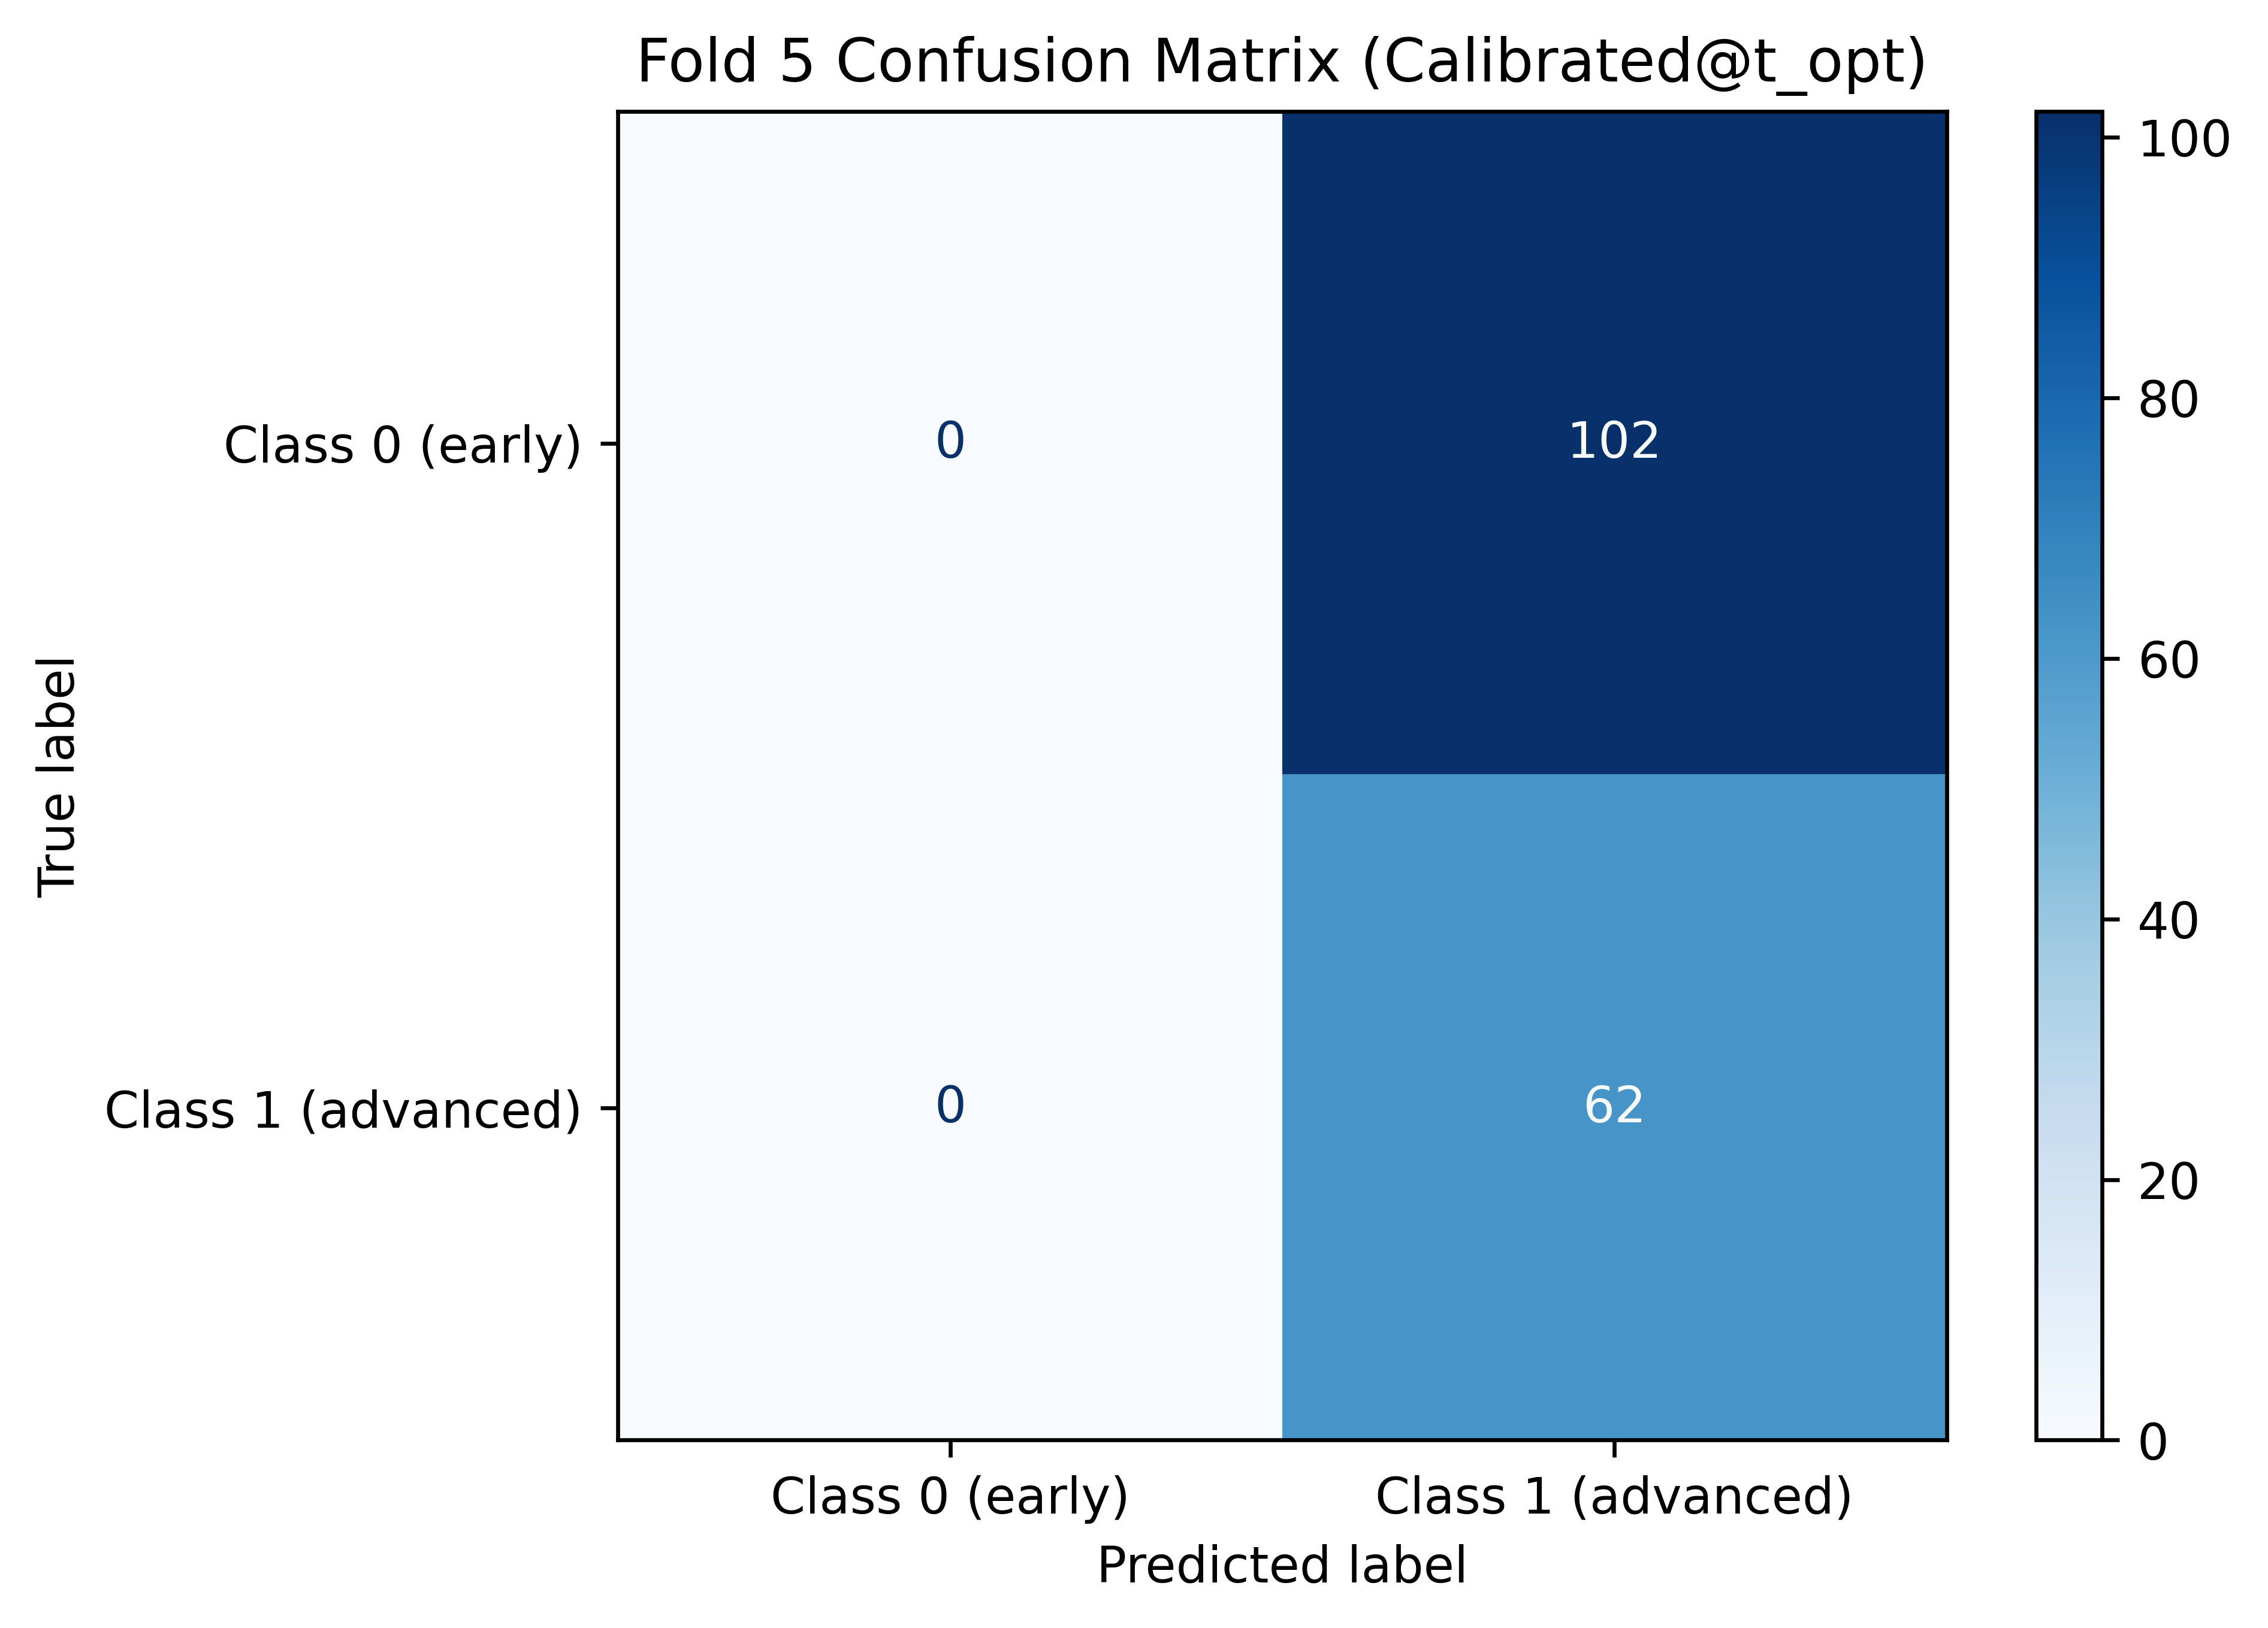 Fold 5 Confusion Matrix (Calibrated@t_opt)
True label
Class 0 (early)
0
102
Class 1 (advanced)
0
62
Class 0 (early)
Class 1 (advanced)
Predicted label
100
80
60
40
20
0